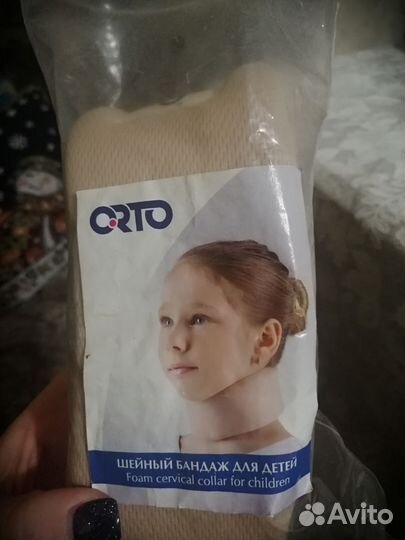 ORTO
ШЕЙНЫЙ БАНДАЖ ДЛЯ ДЕТЕЙ
Foam cervical collar for children
Avito